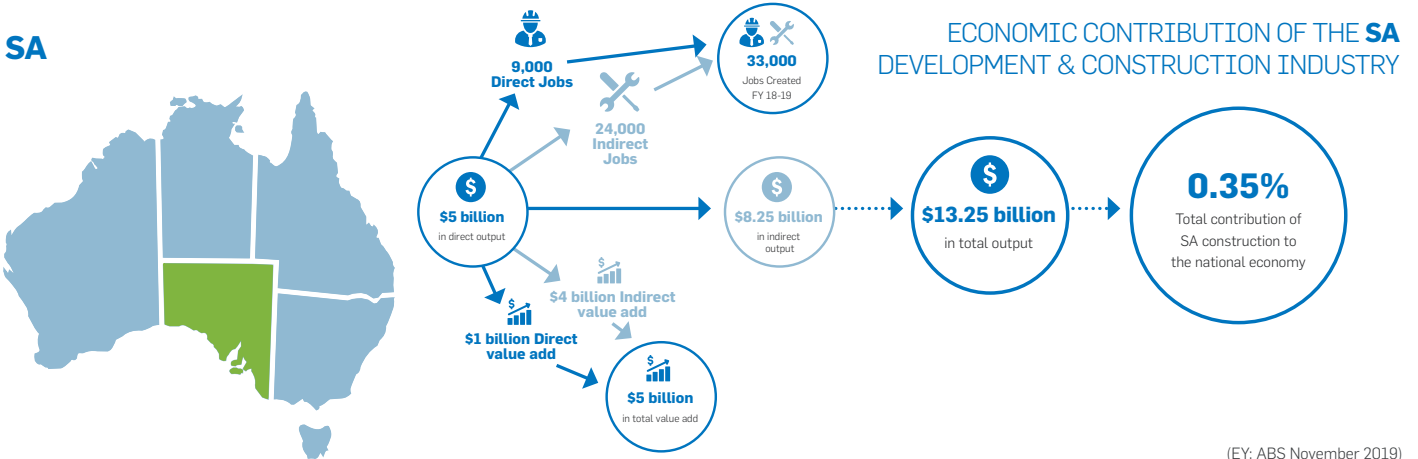 SA
ECONOMIC CONTRIBUTION OF THE SA
DEVELOPMENT & CONSTRUCTION INDUSTRY
9,000
Direct Jobs
24,000
Indirect
Jobs
33,000
Jobs Created
FY 18-19
$
$5 billion
in direct output
$
$8.25 billion
in indirect
output
$
$13.25 billion
in total output
0.35%
Total contribution of
SA construction to
the national economy
$
$4 billion Indirect
value add
$
$1 billion Direct
value add
$
$5 billion
in total value add
(EY: ABS November 2019)